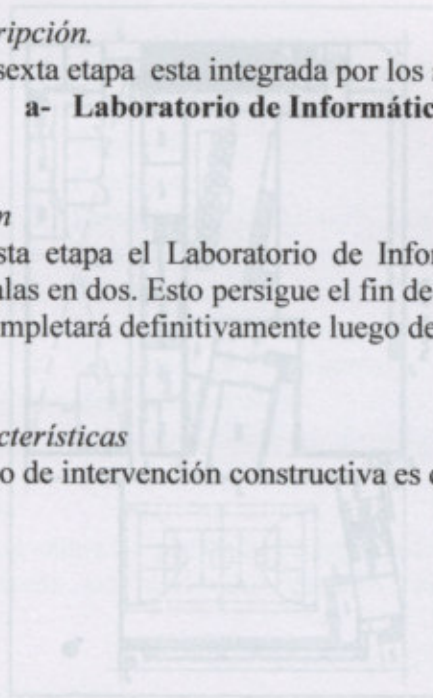 ripción.
sexta etapa esta integrada por los
a- Laboratorio de Informátic
n
sta etapa el Laboratorio de Infor
alas en dos. Esto persigue el fin de
mpletará definitivamente luego de
cterísticas
o de intervención constructiva es